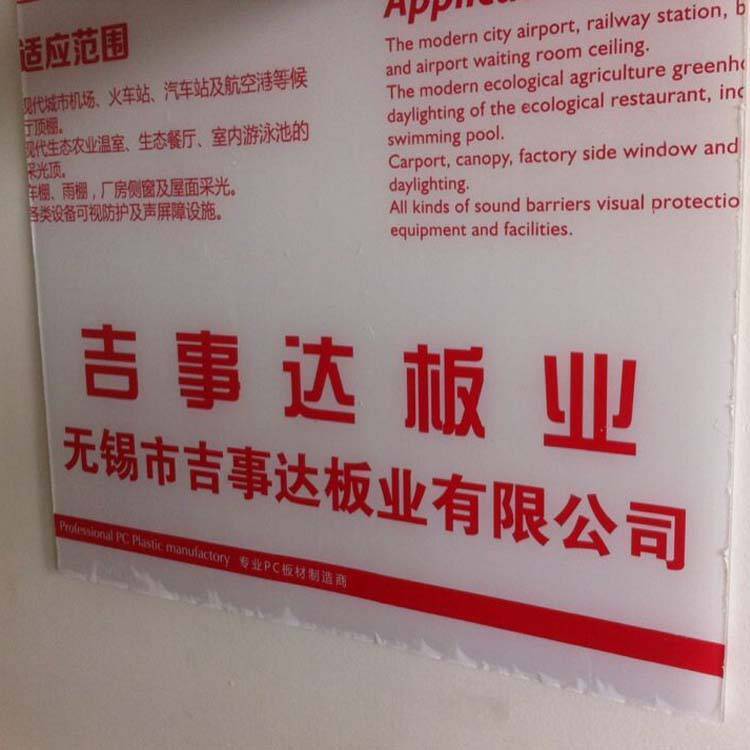 适应范围
现代城市机场、火车站、汽车站及航空港等候
厅顶棚。
现代生态农业温室、生态餐厅、室内游泳池的
采光顶。
车棚、雨棚，厂房侧窗及屋面采光。
各类设备可视防护及声屏障设施。
The modern city airport, railway station, b
and airport waiting room ceiling.
The modern ecological agriculture greenho
daylighting of the ecological restaurant, inc
swimming pool.
Carport, canopy, factory side window and
daylighting.
All kinds of sound barriers visual protectio
equipment and facilities.
吉事达板业
无锡市吉事达板业有限公司
Professional PC Plastic manufactory 专业PC板材制造商